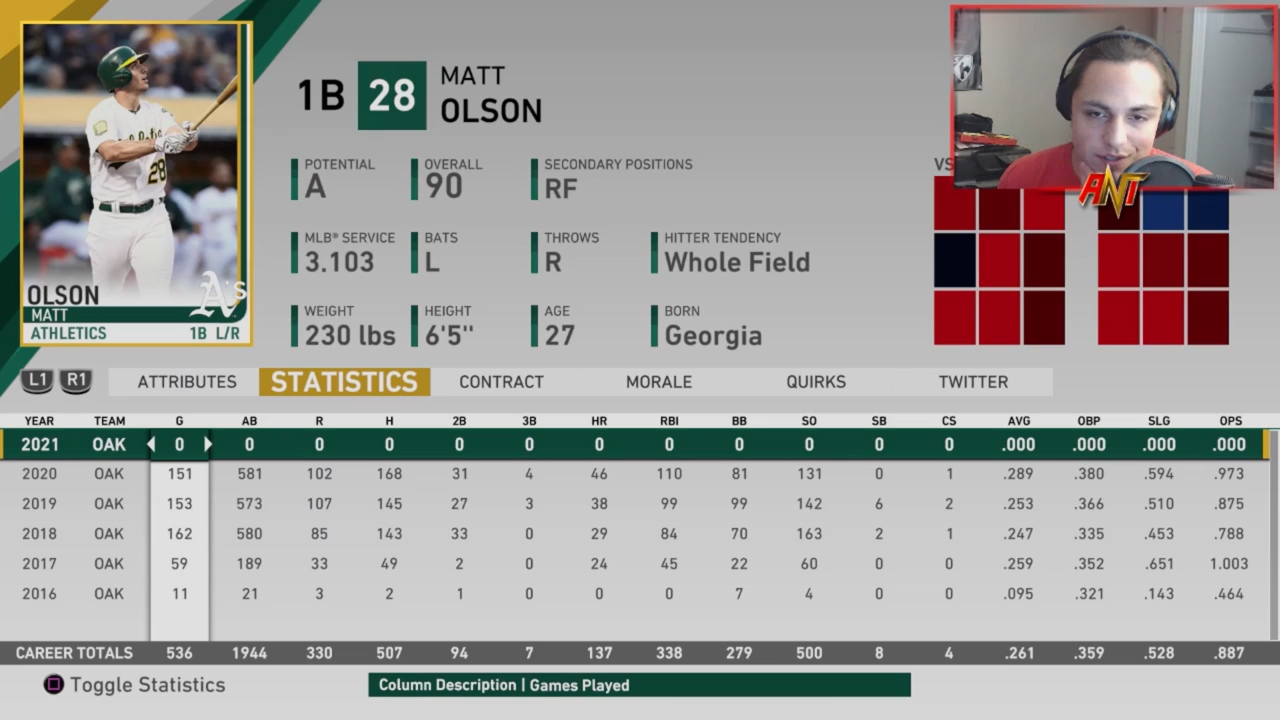 MATT
1B 28 OLSON
28
A's
OLSON
MATT
ATHLETICS 1B L/R
POTENTIAL OVERALL SECONDARY POSITIONS
A 90 RF
MLB® SERVICE BATS THROWS HITTER TENDENCY
3.103 L R Whole Field
WEIGHT HEIGHT AGE BORN
230 lbs 6'5" 27 Georgia
VS
ANT
L1 R1 ATTRIBUTES STATISTICS CONTRACT MORALE QUIRKS TWITTER
YEAR TEAM G AB R H 2B 3B HR RBI BB SO SB CS AVG OBP SLG OPS
2021 OAK 0 0 0 0 0 0 0 0 0 0 0 0 .000 .000 .000 .000
2020 OAK 151 581 102 168 31 4 46 110 81 131 0 1 .289 .380 .594 .973
2019 OAK 153 573 107 145 27 3 38 99 99 142 6 2 .253 .366 .510 .875
2018 OAK 162 580 85 143 33 0 29 84 70 163 2 1 .247 .335 .453 .788
2017 OAK 59 189 33 49 2 0 24 45 22 60 0 0 .259 .352 .651 1.003
2016 OAK 11 21 3 2 1 0 0 0 7 4 0 0 .095 .321 .143 .464
CAREER TOTALS 536 1944 330 507 94 7 137 338 279 500 8 4 .261 .359 .528 .887
Toggle Statistics
Column Description | Games Played